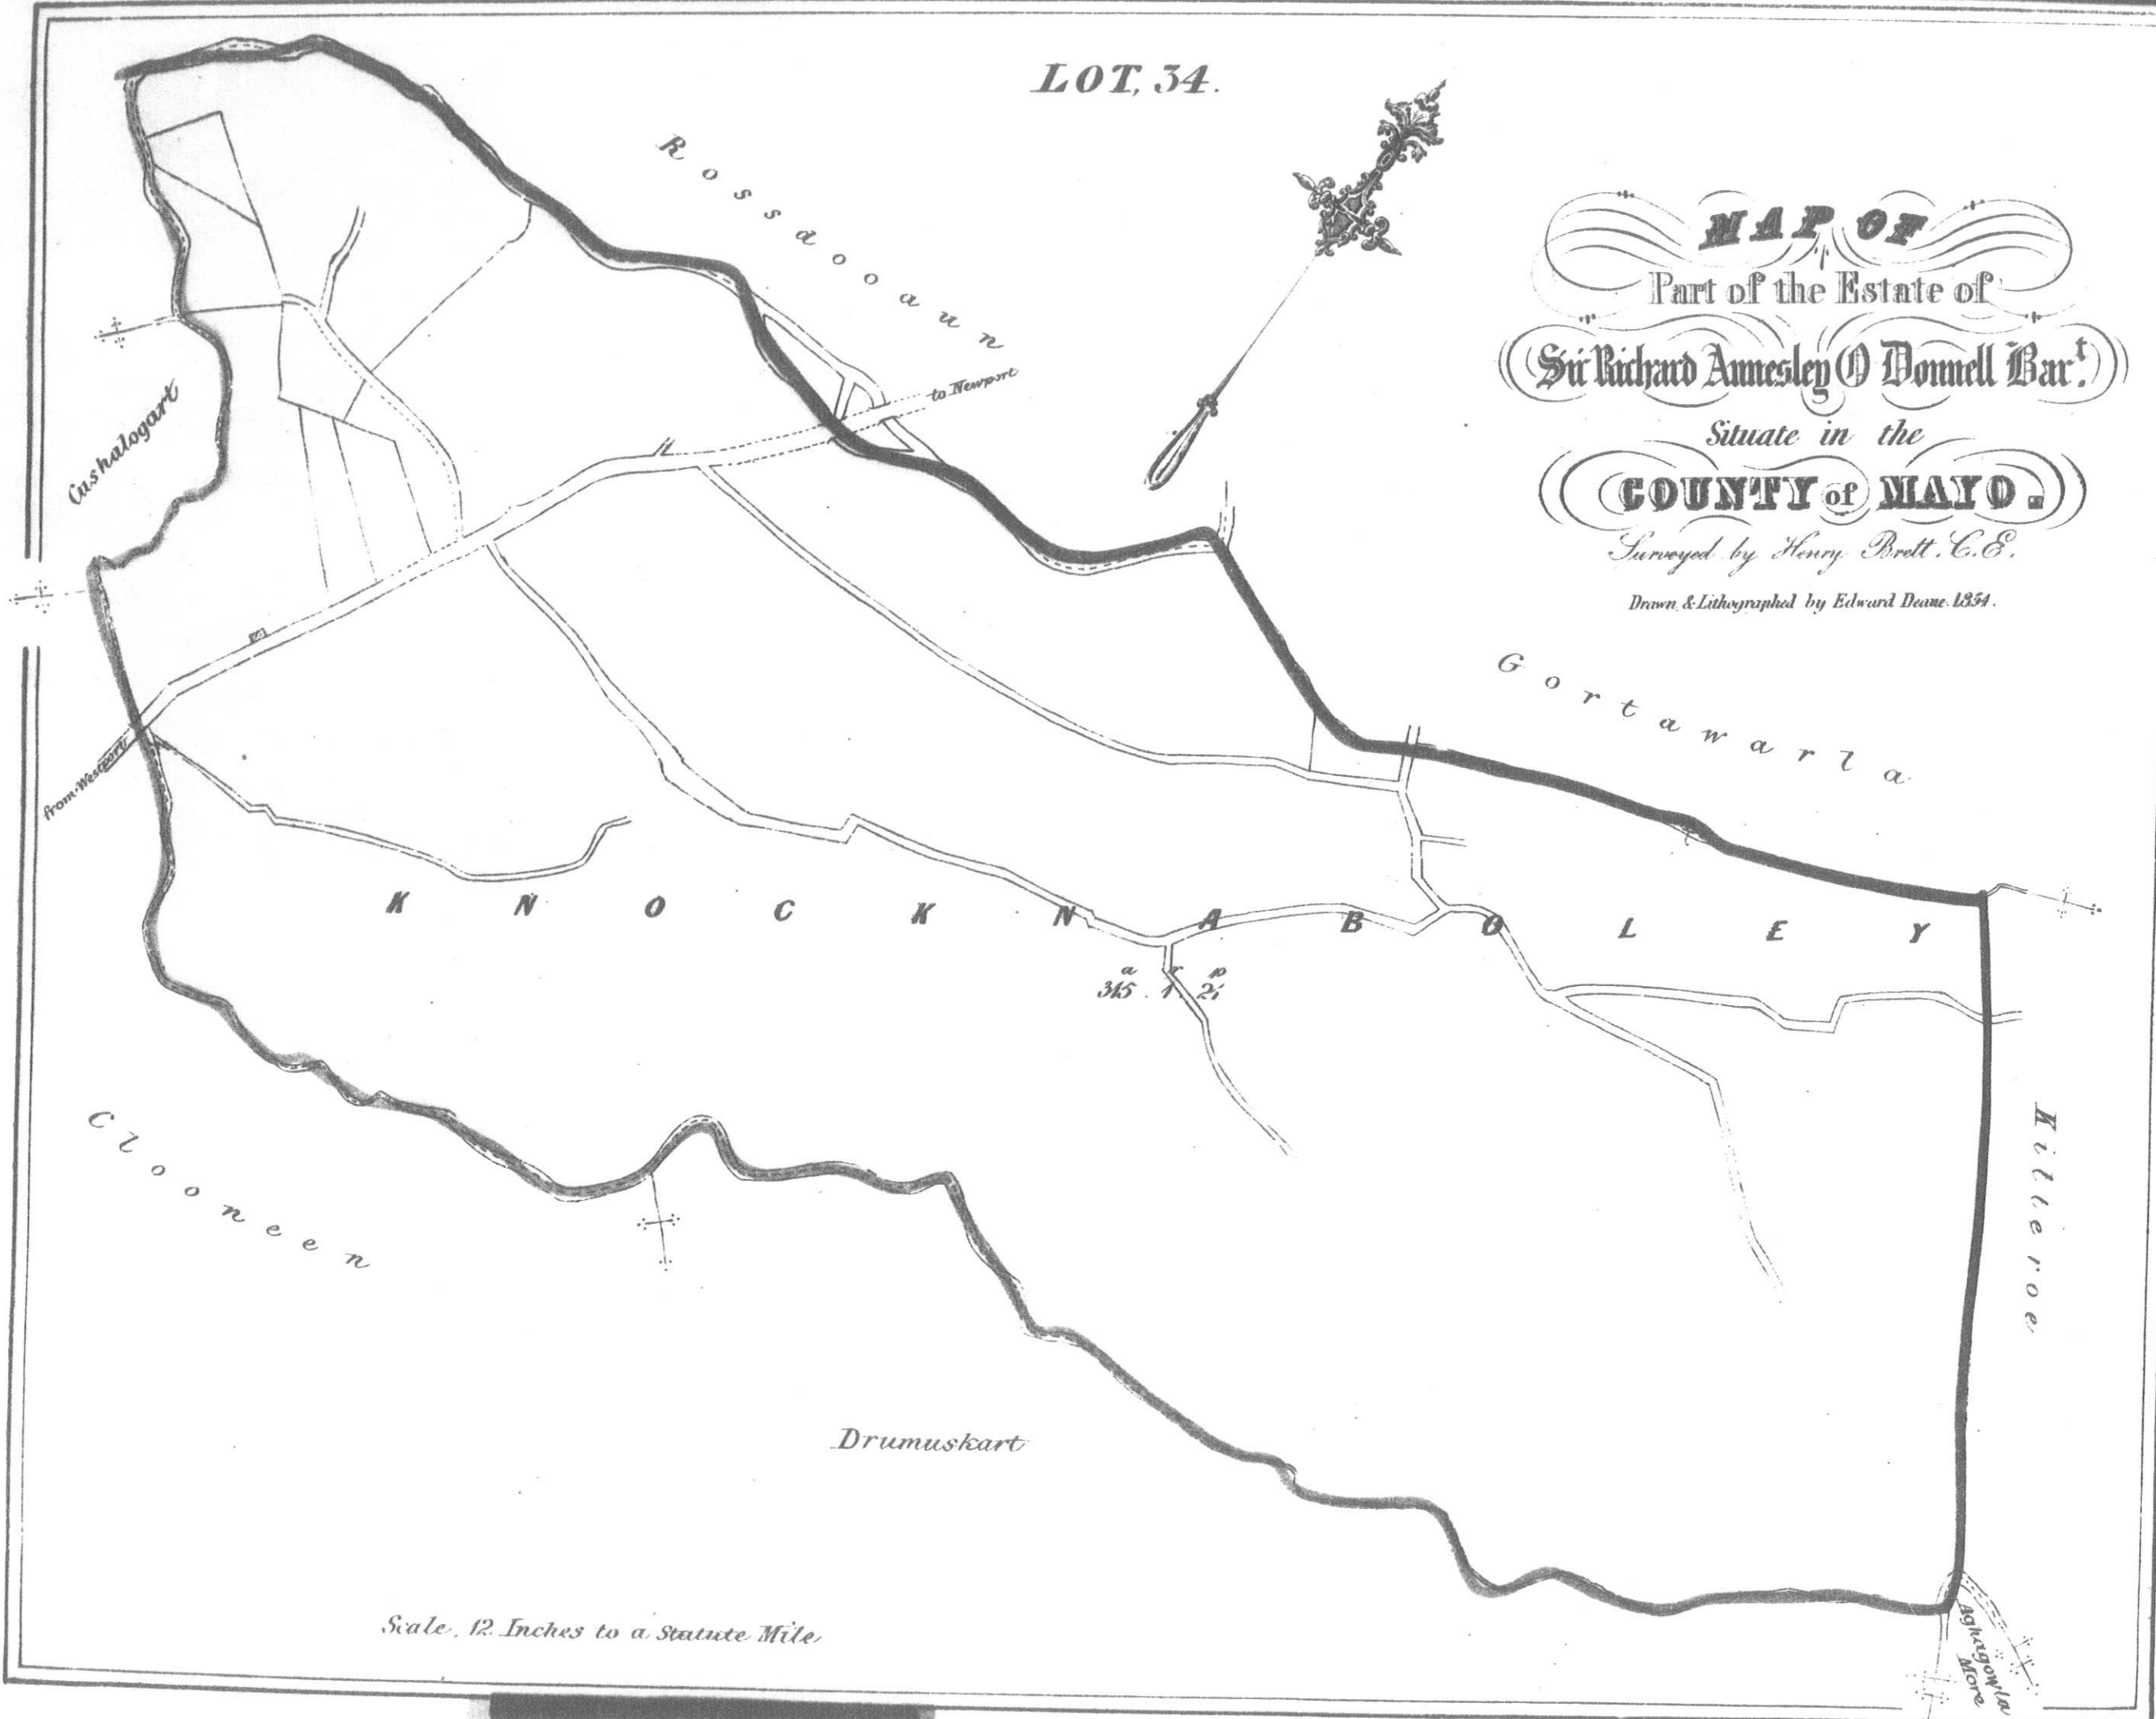 LOT, 34.
MAP OF
Part of the Estate of
Sir Richard Annesley O Donnell Bar.t
Situate in the
COUNTY of MAYO.
Surveyed by Henry Brett. C.E.
Drawn & Lithographed by Edward Deane. 1854.
Rossdooaun
to Newport
Cushalogart
from Westport
Gortawarla
KNOCKNABOLEY
a r p
315 . 1 . 21
Killeroe
Clooneen
Drumuskart
Scale, 12 Inches to a Statute Mile
Aghagowla
More